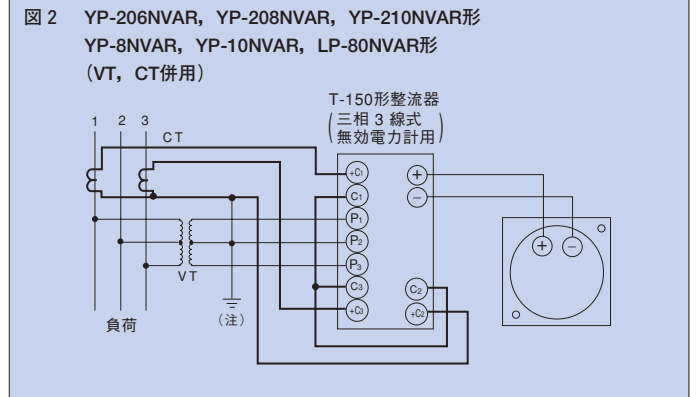 図 2 YP-206NVAR，YP-208NVAR，YP-210NVAR形
YP-8NVAR，YP-10NVAR，LP-80NVAR形
（VT，CT併用）
T-150形整流器
（三相 3 線式
無効電力計用）
1 2 3
CT
+C1
C1
P1
P2
P3
C3
+C3
+
−
C2
+C2
+ −
VT
負荷
（注）